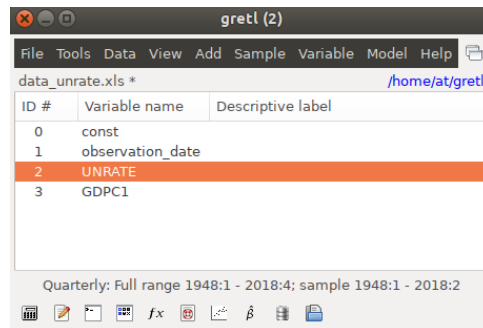 gretl (2)
File Tools Data View Add Sample Variable Model Help
data_unrate.xls * /home/at/gretl
ID # Variable name Descriptive label
0 const
1 observation_date
2 UNRATE
3 GDPC1
Quarterly: Full range 1948:1 - 2018:4; sample 1948:1 - 2018:2
fx β̂